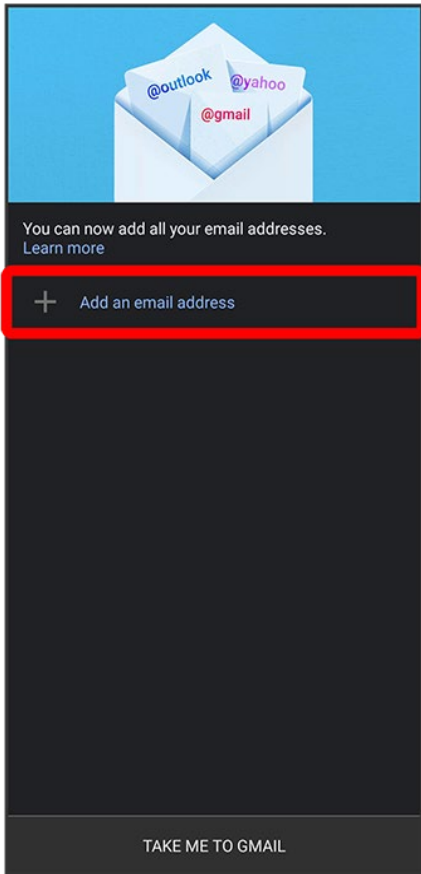 @outlook @yahoo
@gmail
You can now add all your email addresses.
Learn more
Add an email address
TAKE ME TO GMAIL